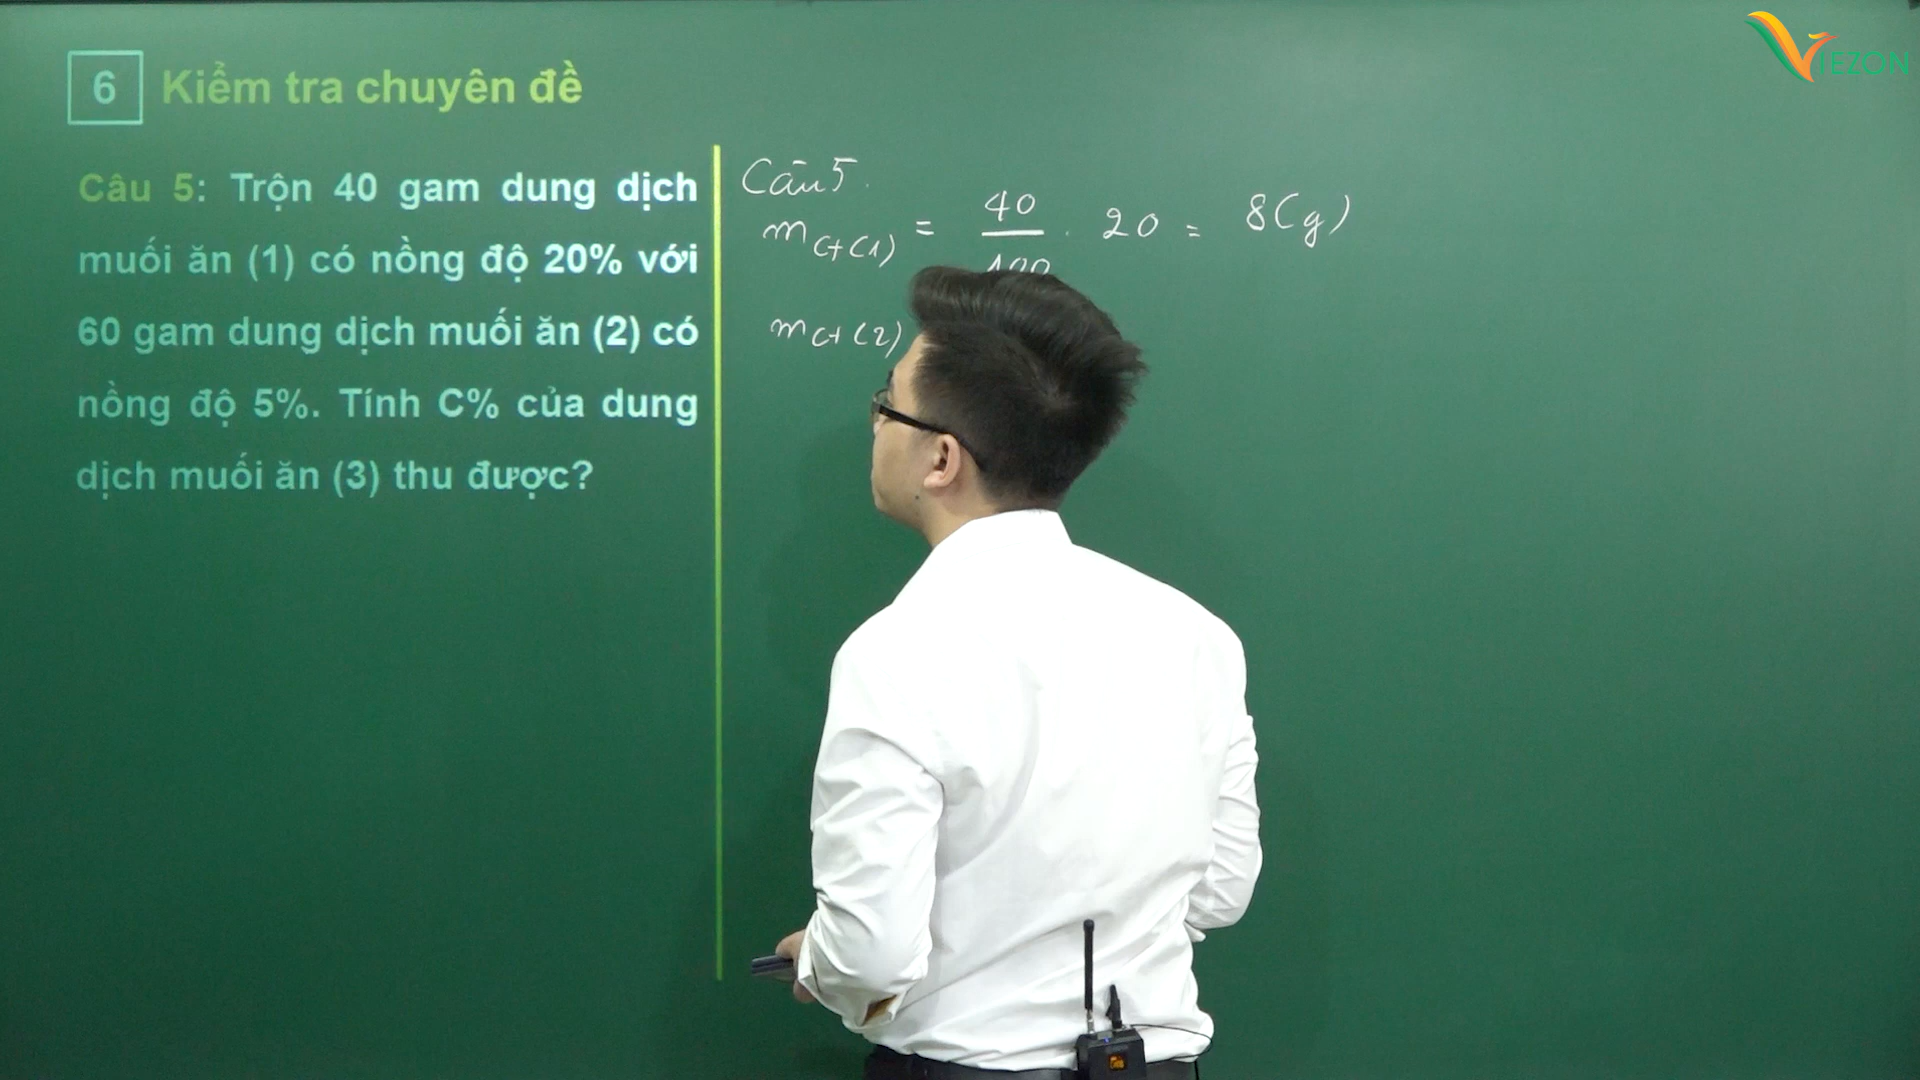 6 Kiểm tra chuyên đề
Câu 5: Trộn 40 gam dung dịch
muối ăn (1) có nồng độ 20% với
60 gam dung dịch muối ăn (2) có
nồng độ 5%. Tính C% của dung
dịch muối ăn (3) thu được?
Câu 5.
m ct(1) = 40/100 . 20 = 8(g)
m ct(2)
VIEZON